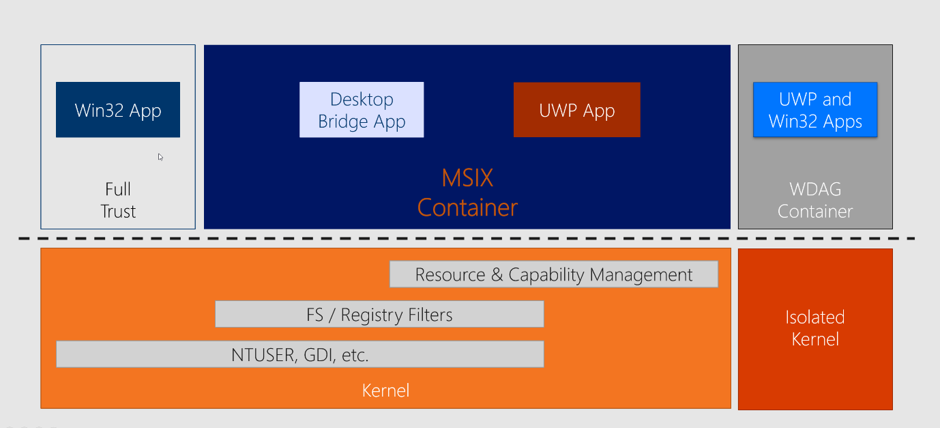 Win32 App
Desktop
Bridge App
UWP App
UWP and
Win32 Apps
Full
Trust
MSIX
Container
WDAG
Container
Resource & Capability Management
FS / Registry Filters
NTUSER, GDI, etc.
Kernel
Isolated
Kernel